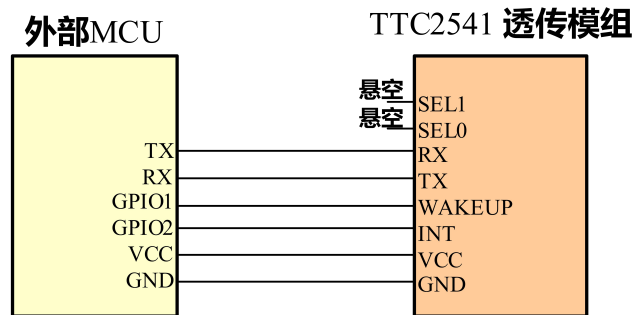 外部MCU
TTC2541 透传模组
悬空
SEL1
悬空
SEL0
TX
RX
RX
TX
GPIO1
WAKEUP
GPIO2
INT
VCC
VCC
GND
GND